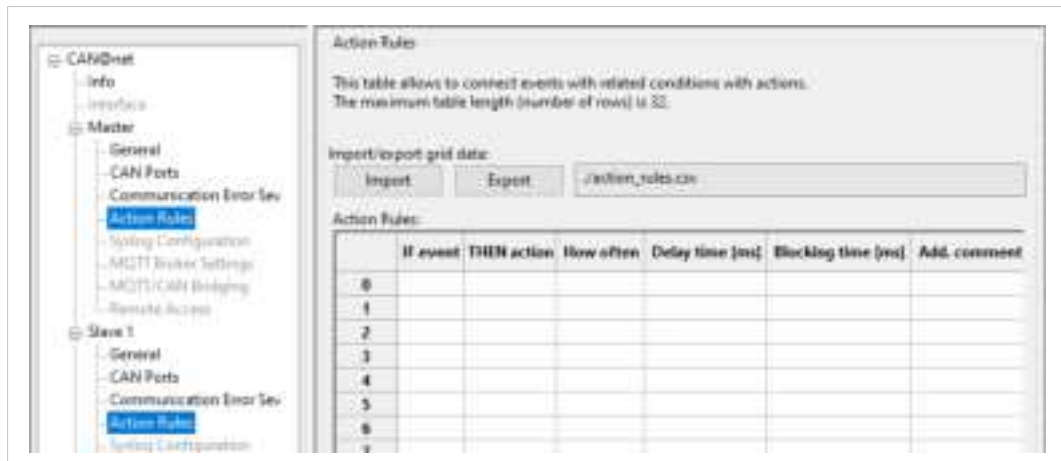 CAN@net
Info
Interface
Master
General
CAN Ports
Communication Error Sev
Action Rules
Syslog Configuration
MQTT Broker Settings
MQTT/CAN Bridging
Remote Access
Slave 1
General
CAN Ports
Communication Error Sev
Action Rules
Syslog Configuration
Action Rules
This table allows to connect events with related conditions with actions.
The maximum table length (number of rows) is 32.
Import/export grid data:
Import Export ./action_rules.csv
Action Rules:
IF event THEN action How often Delay time [ms] Blocking time [ms] Add. comment
0
1
2
3
4
5
6
7